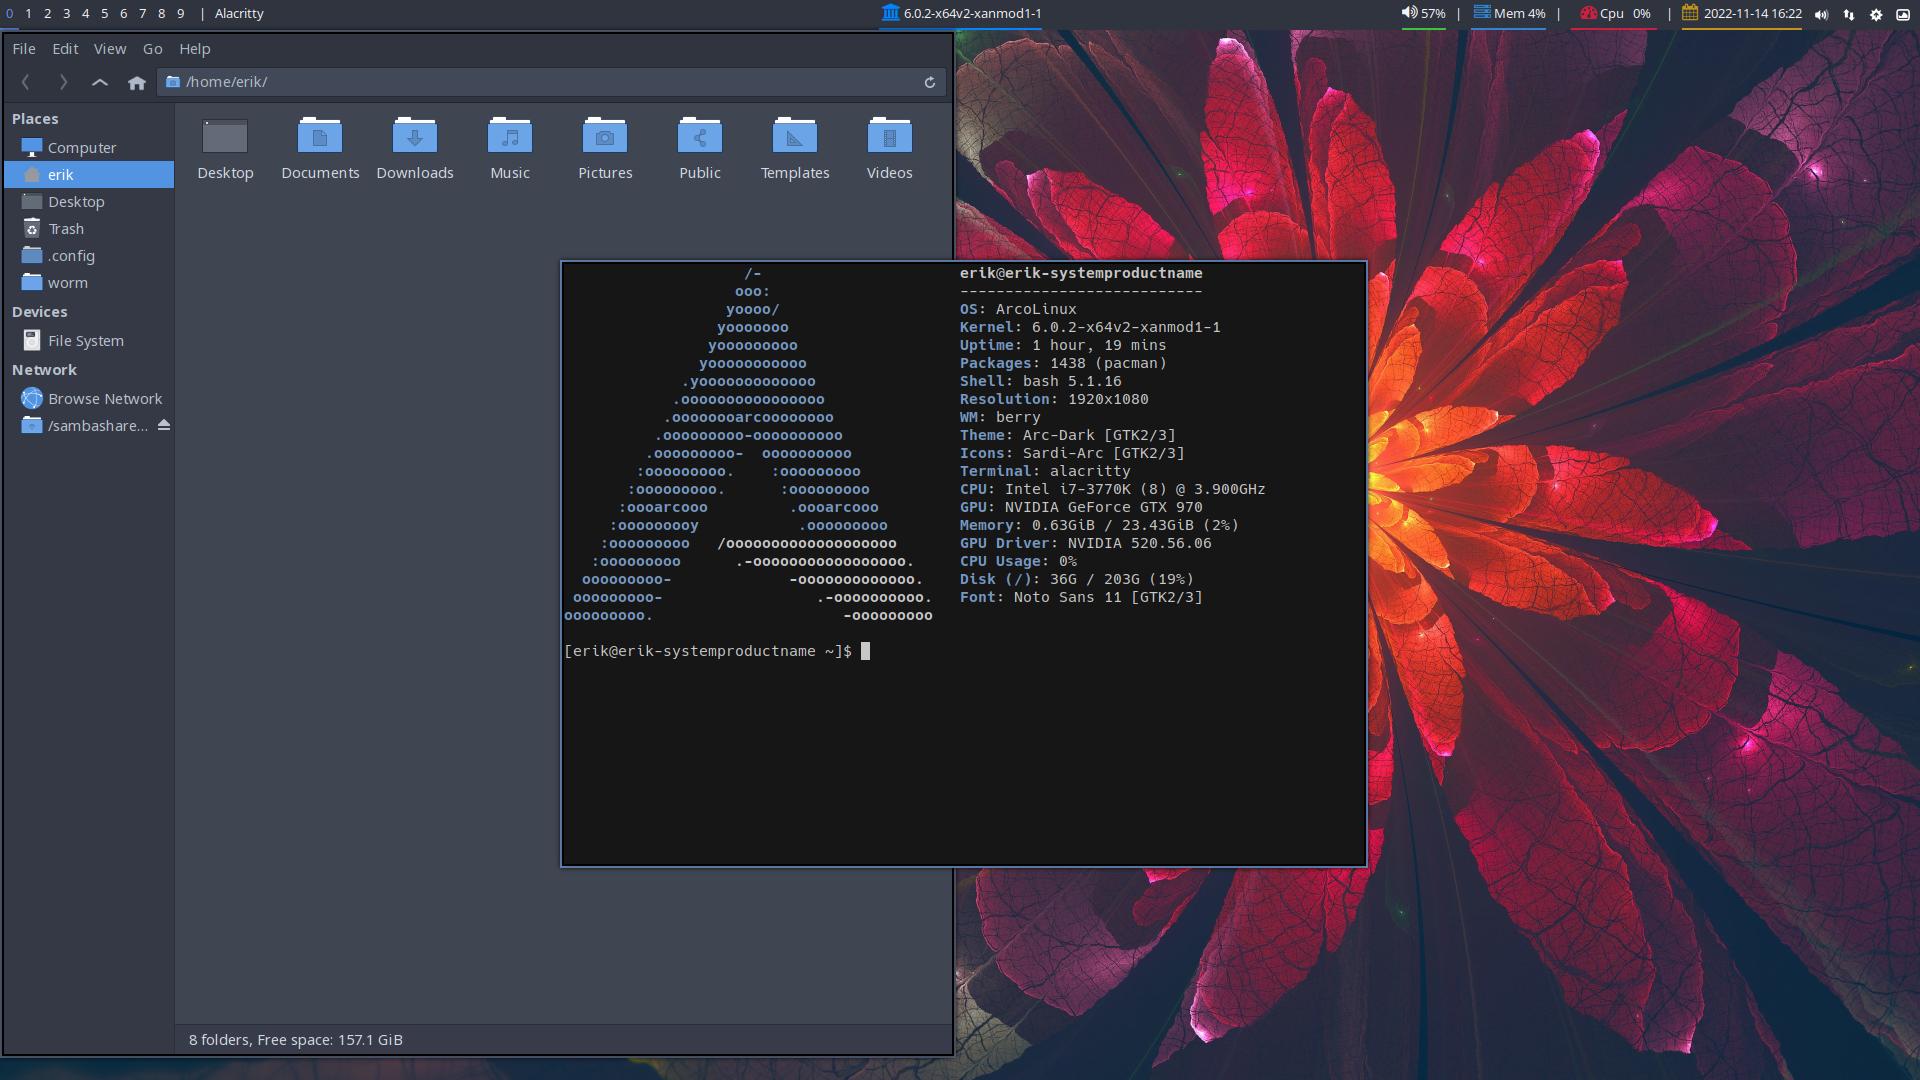 0 1 2 3 4 5 6 7 8 9 | Alacritty
6.0.2-x64v2-xanmod1-1
57% | Mem 4% | Cpu 0% | 2022-11-14 16:22
File Edit View Go Help
/home/erik/
Places
Computer
erik
Desktop
Trash
.config
worm
Devices
File System
Network
Browse Network
/sambashare...
Desktop Documents Downloads Music Pictures Public Templates Videos
8 folders, Free space: 157.1 GiB
/-
ooo:
yoooo/
yooooooo
yooooooooo
yooooooooooo
.yooooooooooooo
.oooooooooooooooo
.oooooooarcoooooooo
.ooooooooo-oooooooooo
.ooooooooo-  oooooooooo
:ooooooooo.    :ooooooooo
:ooooooooo.      :ooooooooo
:oooarcooo         .oooarcooo
:ooooooooy           .ooooooooo
:ooooooooo   /ooooooooooooooooooo
:ooooooooo      .-ooooooooooooooooo.
ooooooooo-             -ooooooooooooo.
ooooooooo-                 .-oooooooooo.
ooooooooo.                     -ooooooooo
erik@erik-systemproductname
---------------------------
OS: ArcoLinux
Kernel: 6.0.2-x64v2-xanmod1-1
Uptime: 1 hour, 19 mins
Packages: 1438 (pacman)
Shell: bash 5.1.16
Resolution: 1920x1080
WM: berry
Theme: Arc-Dark [GTK2/3]
Icons: Sardi-Arc [GTK2/3]
Terminal: alacritty
CPU: Intel i7-3770K (8) @ 3.900GHz
GPU: NVIDIA GeForce GTX 970
Memory: 0.63GiB / 23.43GiB (2%)
GPU Driver: NVIDIA 520.56.06
CPU Usage: 0%
Disk (/): 36G / 203G (19%)
Font: Noto Sans 11 [GTK2/3]
[erik@erik-systemproductname ~]$